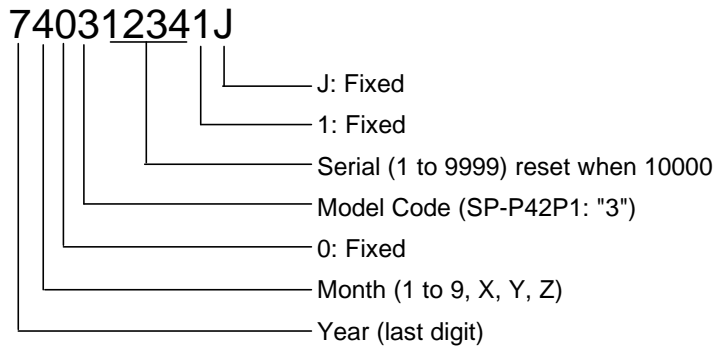 740312341J
J: Fixed
1: Fixed
Serial (1 to 9999) reset when 10000
Model Code (SP-P42P1: "3")
0: Fixed
Month (1 to 9, X, Y, Z)
Year (last digit)